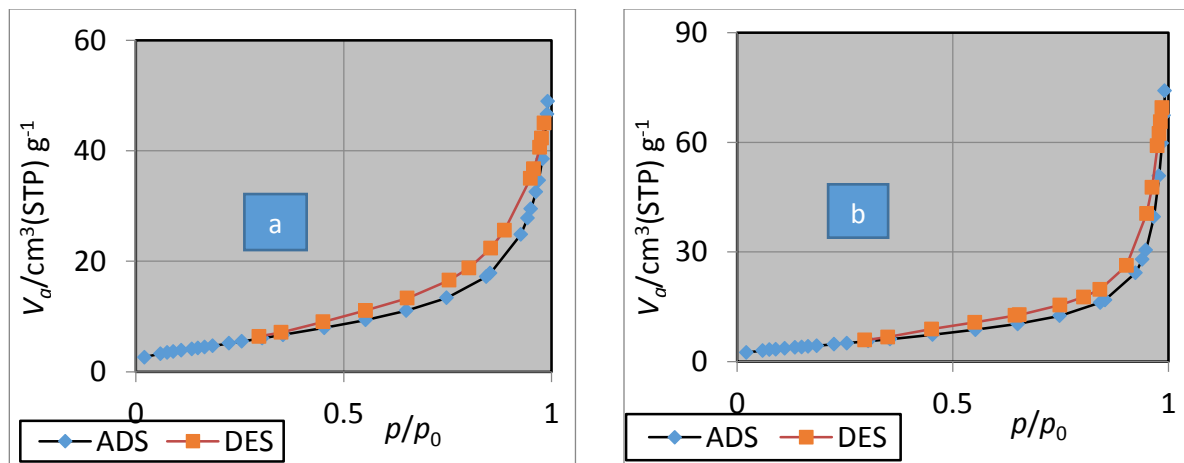 60
40
20
0
0
0.5
1
Va/cm³(STP) g⁻¹
p/p₀
a
ADS
DES
90
60
30
0
0
0.5
1
Va/cm³(STP) g⁻¹
p/p₀
b
ADS
DES